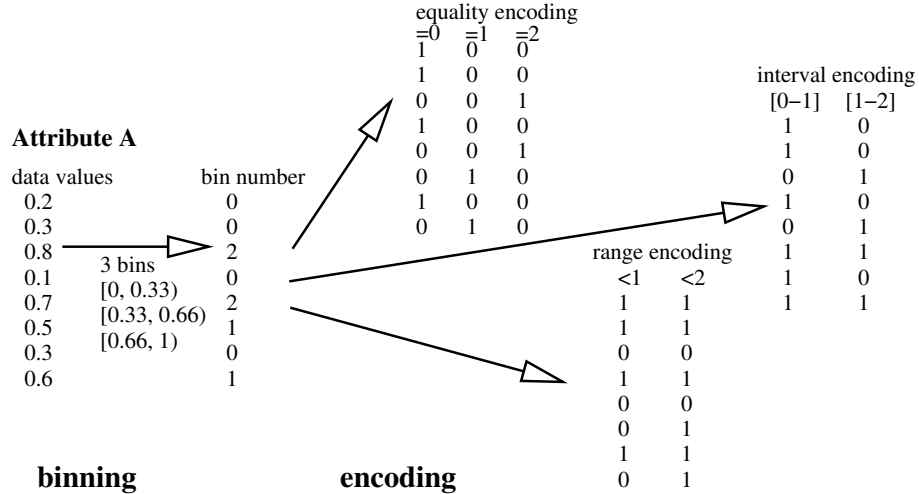 equality encoding
=0 =1 =2
1 0 0
1 0 0
0 0 1
1 0 0
0 0 1
0 1 0
1 0 0
0 1 0
interval encoding
[0−1] [1−2]
1 0
1 0
0 1
1 0
0 1
1 1
1 0
1 1
Attribute A
data values
0.2
0.3
0.8
0.1
0.7
0.5
0.3
0.6
3 bins
[0, 0.33)
[0.33, 0.66)
[0.66, 1)
bin number
0
0
2
0
2
1
0
1
range encoding
<1 <2
1 1
1 1
0 0
1 1
0 0
0 1
1 1
0 1
binning
encoding